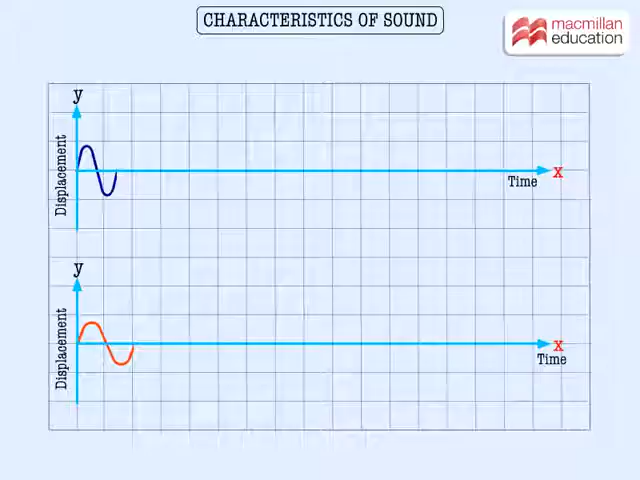 CHARACTERISTICS OF SOUND
macmillan
education
y
Displacement
Time
x
y
Displacement
x
Time